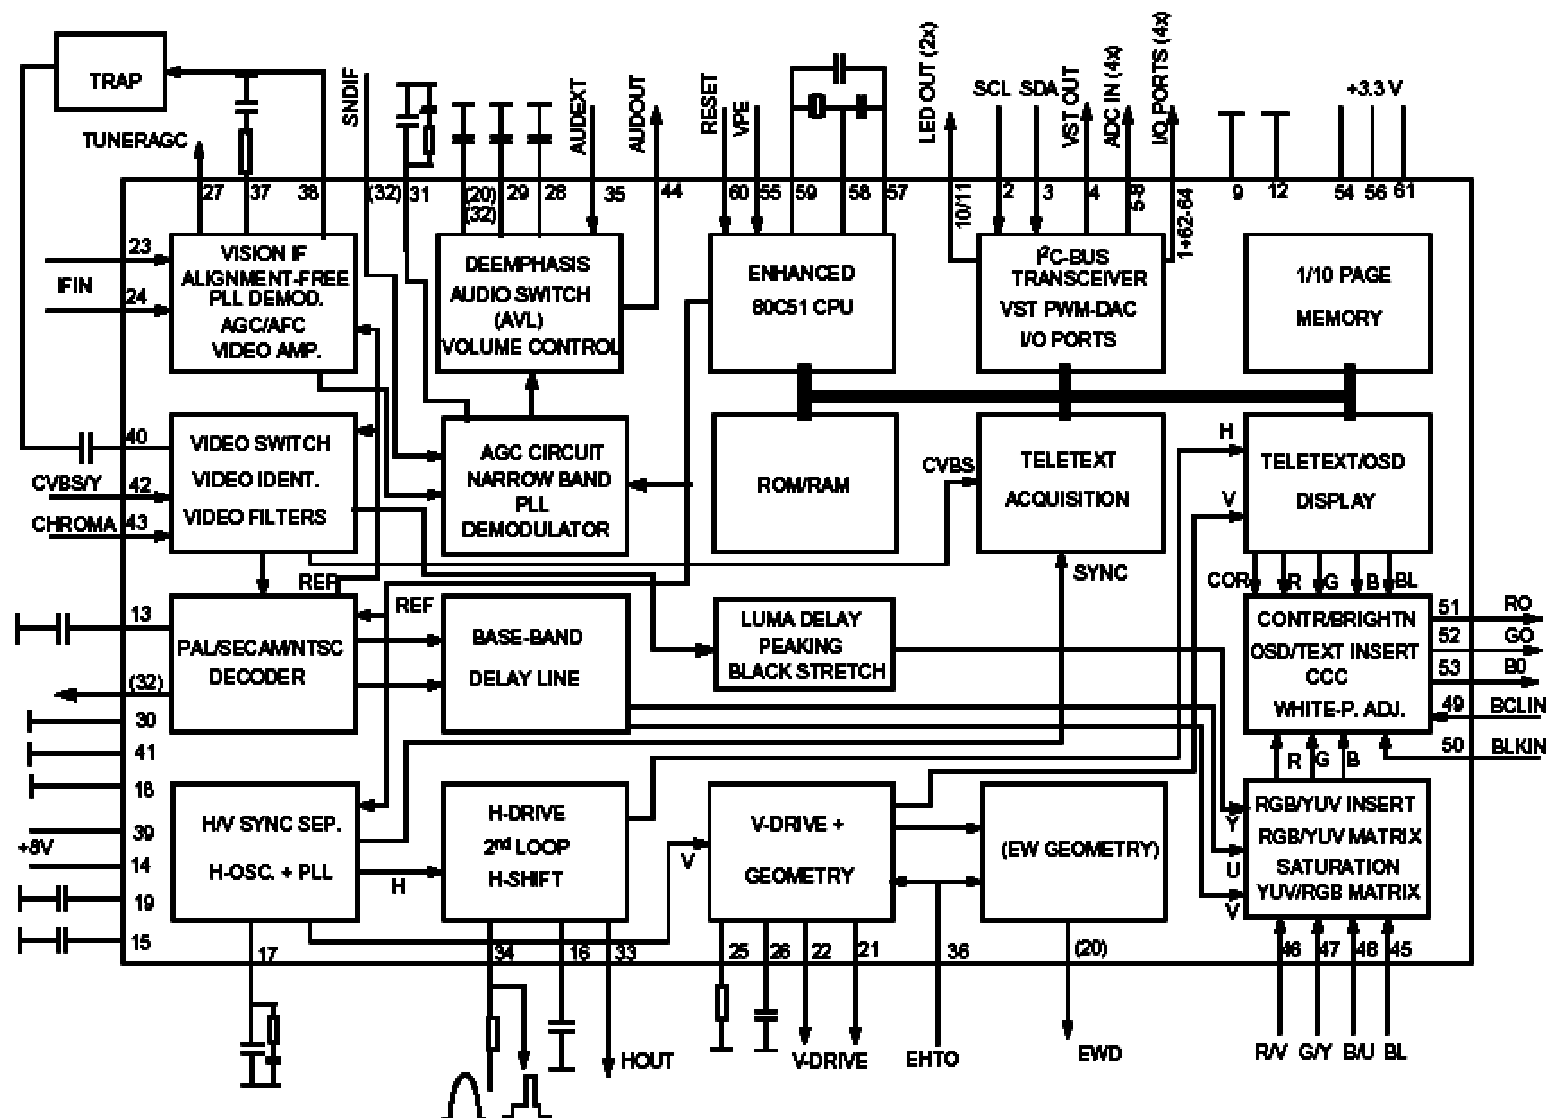 TRAP
TUNERAGC
SNDIF
AUDEXT
AUDOUT
RESET
VPE
LED OUT (2x)
SCL SDA
VST OUT
ADC IN (4x)
I/O PORTS (4x)
+3.3 V
27 37 38 (32) 31 (20) 29 28 35 44 60 55 59 58 57 10/11 2 3 4 5-8 1+62-64 9 12 54 56 61
(32)
23
IFIN
24
VISION IF
ALIGNMENT-FREE
PLL DEMOD.
AGC/AFC
VIDEO AMP.
DEEMPHASIS
AUDIO SWITCH
(AVL)
VOLUME CONTROL
ENHANCED
80C51 CPU
I²C-BUS
TRANSCEIVER
VST PWM-DAC
I/O PORTS
1/10 PAGE
MEMORY
40
CVBS/Y 42
CHROMA 43
VIDEO SWITCH
VIDEO IDENT.
VIDEO FILTERS
AGC CIRCUIT
NARROW BAND
PLL
DEMODULATOR
ROM/RAM
CVBS
TELETEXT
ACQUISITION
H
V
TELETEXT/OSD
DISPLAY
REF
REF
SYNC
COR R G B BL
13
(32)
30
41
18
39
+8V
14
19
15
PAL/SECAM/NTSC
DECODER
BASE-BAND
DELAY LINE
LUMA DELAY
PEAKING
BLACK STRETCH
CONTR/BRIGHTN
OSD/TEXT INSERT
CCC
WHITE-P. ADJ.
51 RO
52 GO
53 BO
49 BCLIN
50 BLKIN
R G B
H/V SYNC SEP.
H-OSC. + PLL
H
H-DRIVE
2nd LOOP
H-SHIFT
V
V-DRIVE +
GEOMETRY
(EW GEOMETRY)
Y
U
V
RGB/YUV INSERT
RGB/YUV MATRIX
SATURATION
YUV/RGB MATRIX
17 34 16 33 25 26 22 21 36 (20) 46 47 48 45
HOUT
V-DRIVE
EHTO
EWD
R/V G/Y B/U BL